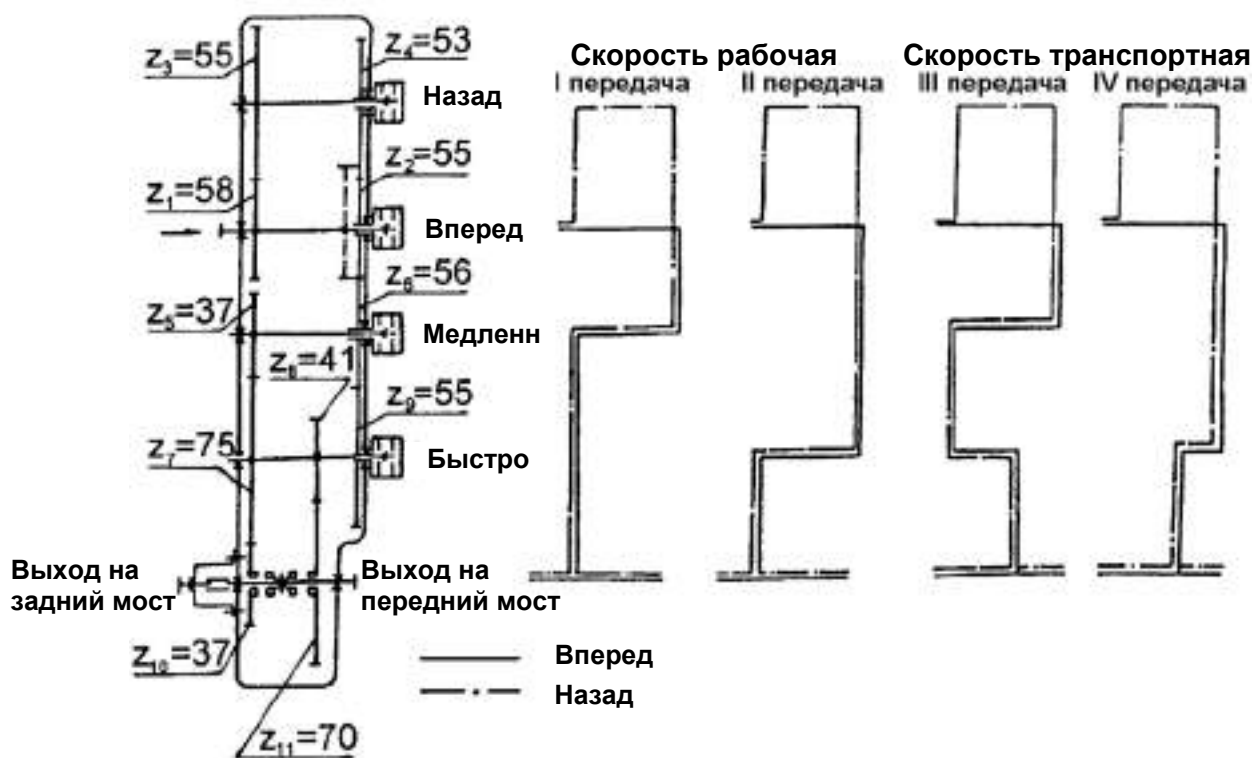 z₃=55
z₄=53
Назад
z₂=55
z₁=58
Вперед
z₆=56
z₅=37
Медленн
z₈=41
z₉=55
z₇=75
Быстро
Выход на
задний мост
Выход на
передний мост
z₁₀=37
z₁₁=70
Скорость рабочая
I передача
II передача
Скорость транспортная
III передача
IV передача
Вперед
Назад